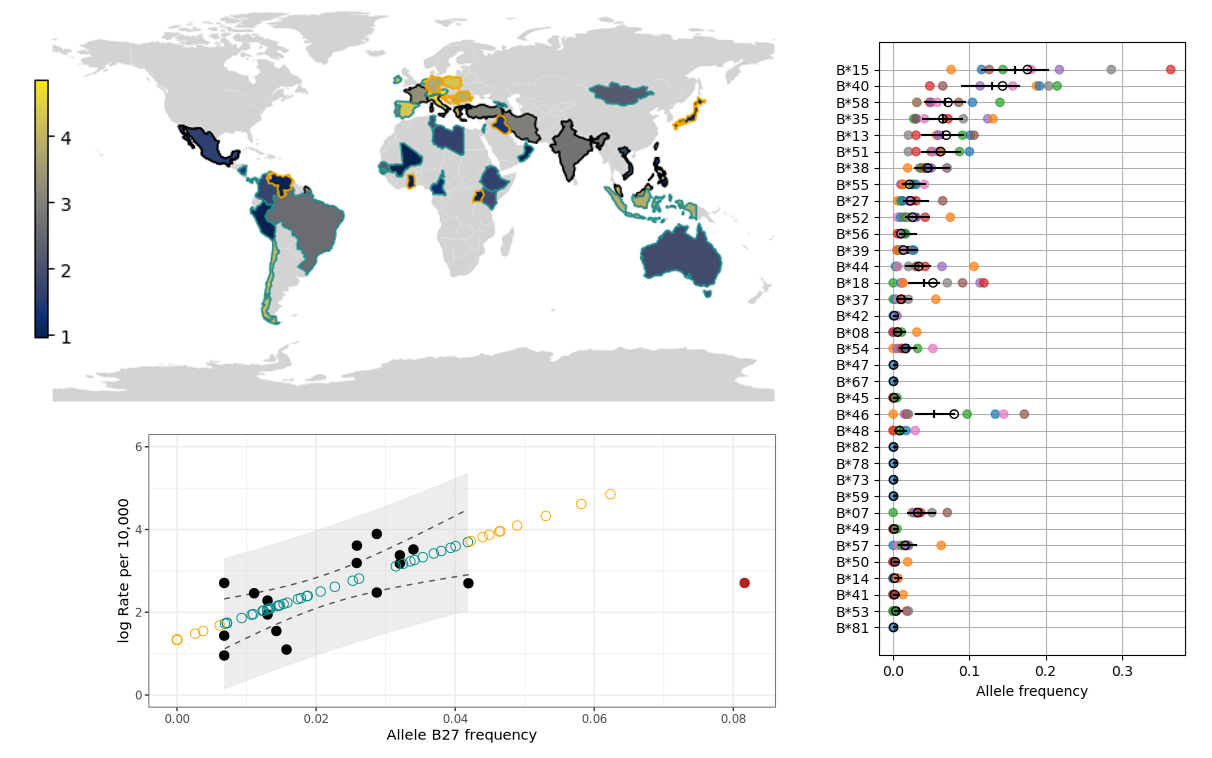 4
3
2
1
6
4
2
0
log Rate per 10,000
0.00 0.02 0.04 0.06 0.08
Allele B27 frequency
B*15
B*40
B*58
B*35
B*13
B*51
B*38
B*55
B*27
B*52
B*56
B*39
B*44
B*18
B*37
B*42
B*08
B*54
B*47
B*67
B*45
B*46
B*48
B*82
B*78
B*73
B*59
B*07
B*49
B*57
B*50
B*14
B*41
B*53
B*81
0.0 0.1 0.2 0.3
Allele frequency